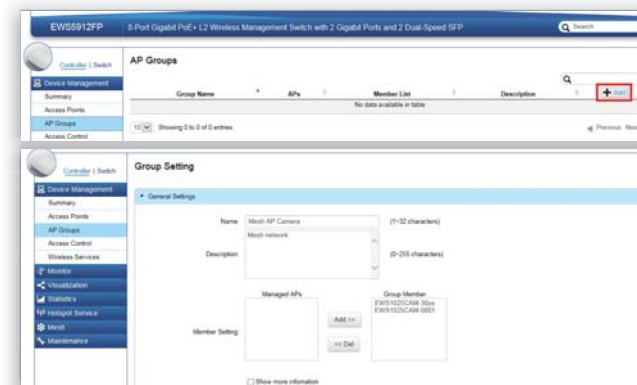 EWS5912FP
8-Port Gigabit PoE+ L2 Wireless Management Switch with 2 Gigabit Ports and 2 Dual-Speed SFP
Search
Controller | Switch
AP Groups
Device Management
Summary
Access Points
AP Groups
Access Control
Group Name
APs
Member List
Description
Add
No data available in table
10
Showing 0 to 0 of 0 entries
Previous
Controller | Switch
Group Setting
Device Management
Summary
Access Points
AP Groups
Access Control
Wireless Services
Monitor
Visualization
Statistics
Hotspot Service
Mesh
Maintenance
General Settings
Name
Mesh AP Camera
(1~32 characters)
Description
Mesh network
(0~255 characters)
Member Setting
Managed APs
Add >>
<< Del
Group Member
EWS1025CAM-0001
Show more information